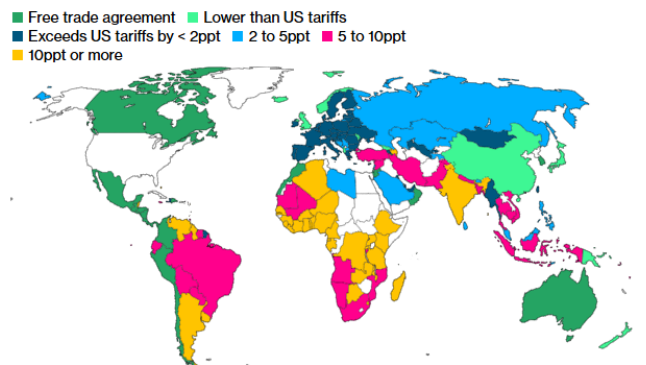 Free trade agreement Lower than US tariffs
Exceeds US tariffs by < 2ppt 2 to 5ppt 5 to 10ppt
10ppt or more